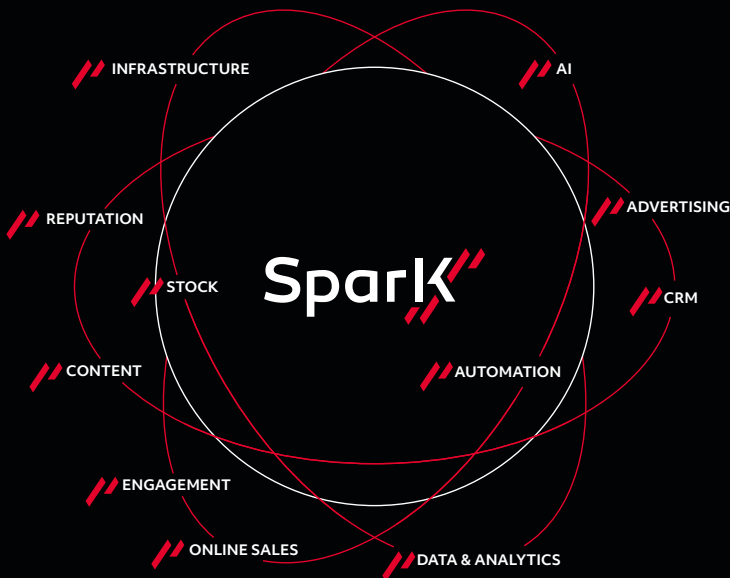 INFRASTRUCTURE
AI
REPUTATION
ADVERTISING
STOCK
SparK
CRM
CONTENT
AUTOMATION
ENGAGEMENT
ONLINE SALES
DATA & ANALYTICS